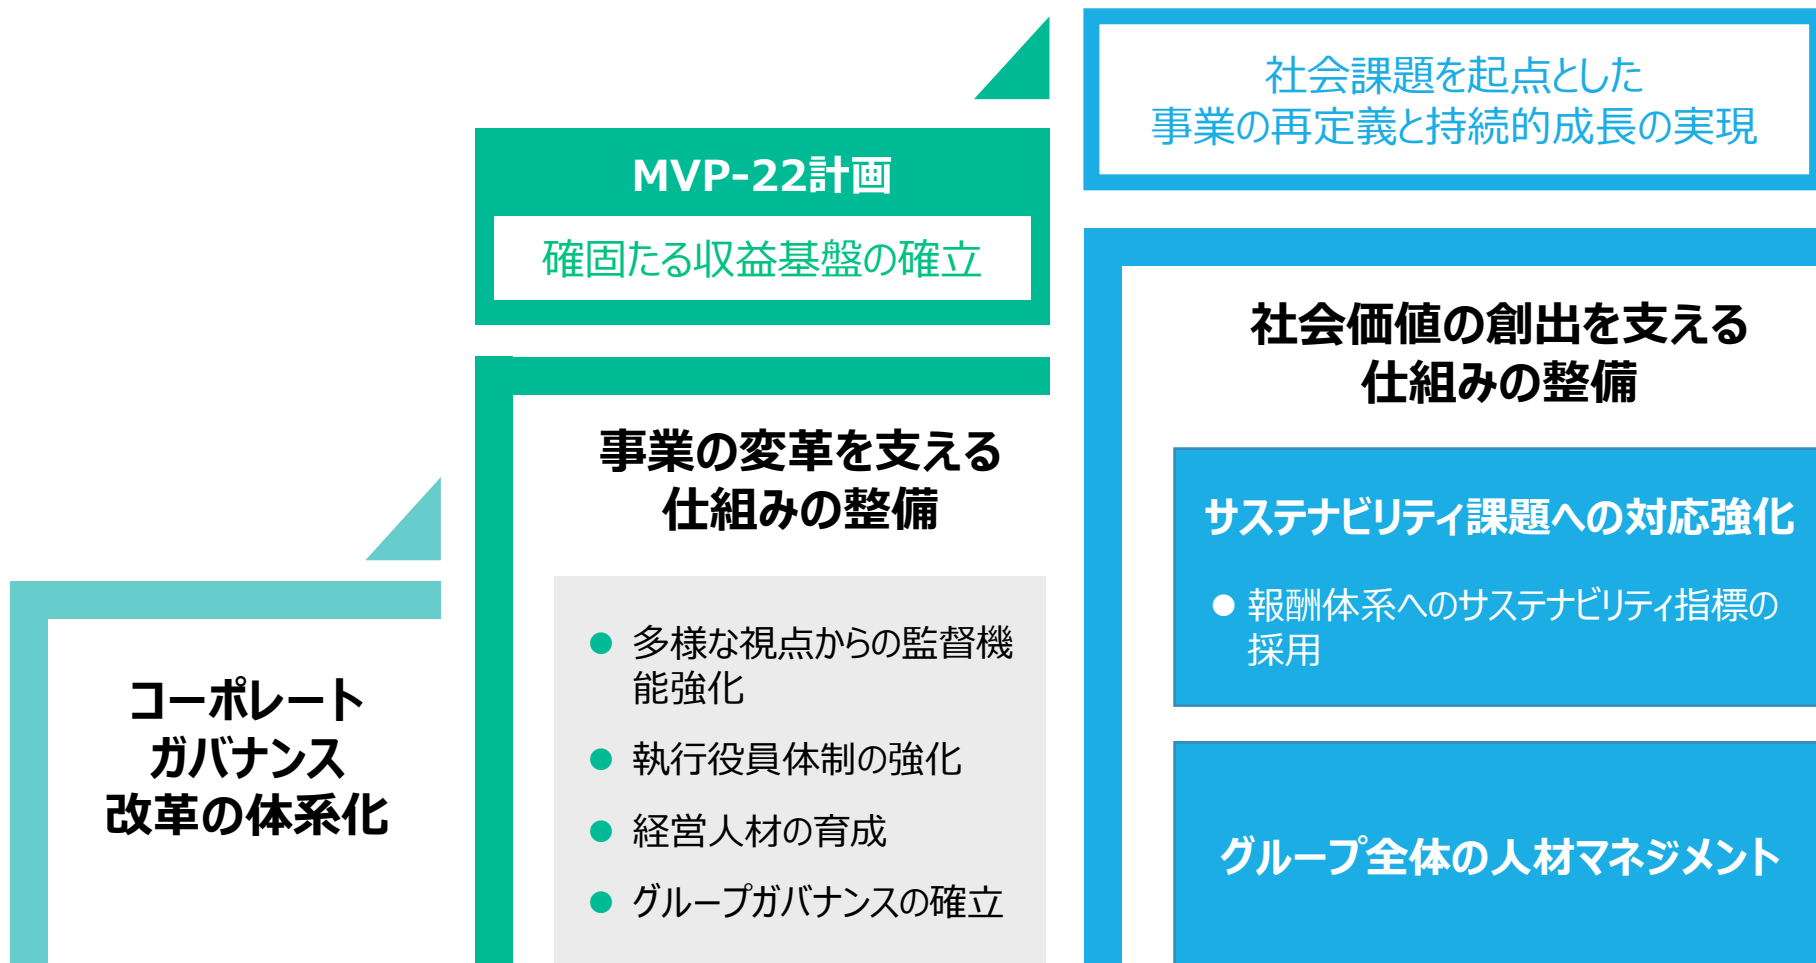 コーポレート
ガバナンス
改革の体系化
MVP-22計画
確固たる収益基盤の確立
事業の変革を支える
仕組みの整備
● 多様な視点からの監督機
能強化
● 執行役員体制の強化
● 経営人材の育成
● グループガバナンスの確立
社会課題を起点とした
事業の再定義と持続的成長の実現
社会価値の創出を支える
仕組みの整備
サステナビリティ課題への対応強化
● 報酬体系へのサステナビリティ指標の
採用
グループ全体の人材マネジメント